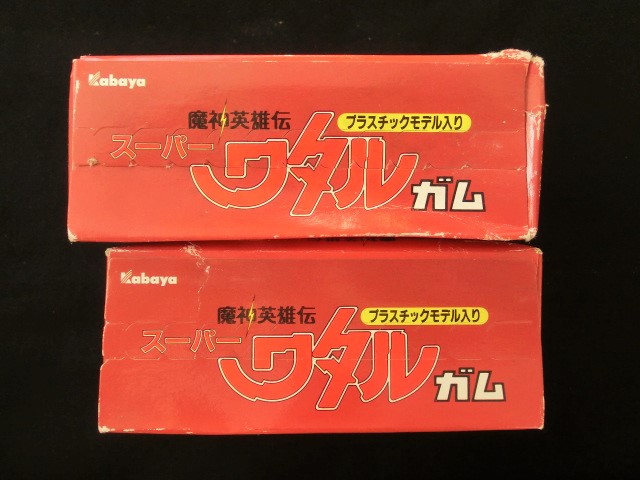 Kabaya
魔神英雄伝
プラスチックモデル入り
スーパー
ワタル
ガム
Kabaya
魔神英雄伝
プラスチックモデル入り
スーパー
ワタル
ガム